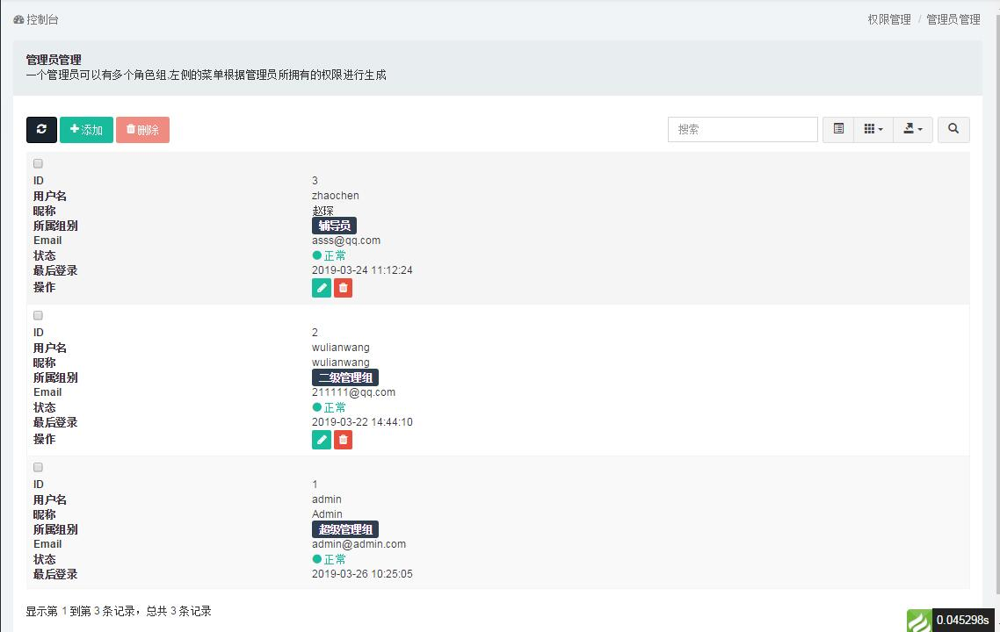 控制台
权限管理 / 管理员管理
管理员管理
一个管理员可以有多个角色组,左侧的菜单根据管理员所拥有的权限进行生成
添加 删除 搜索
ID 3
用户名 zhaochen
昵称 赵琛
所属组别 辅导员
Email asss@qq.com
状态 正常
最后登录 2019-03-24 11:12:24
操作
ID 2
用户名 wulianwang
昵称 wulianwang
所属组别 二级管理组
Email 211111@qq.com
状态 正常
最后登录 2019-03-22 14:44:10
操作
ID 1
用户名 admin
昵称 Admin
所属组别 超级管理组
Email admin@admin.com
状态 正常
最后登录 2019-03-26 10:25:05
显示第 1 到第 3 条记录，总共 3 条记录
0.045298s